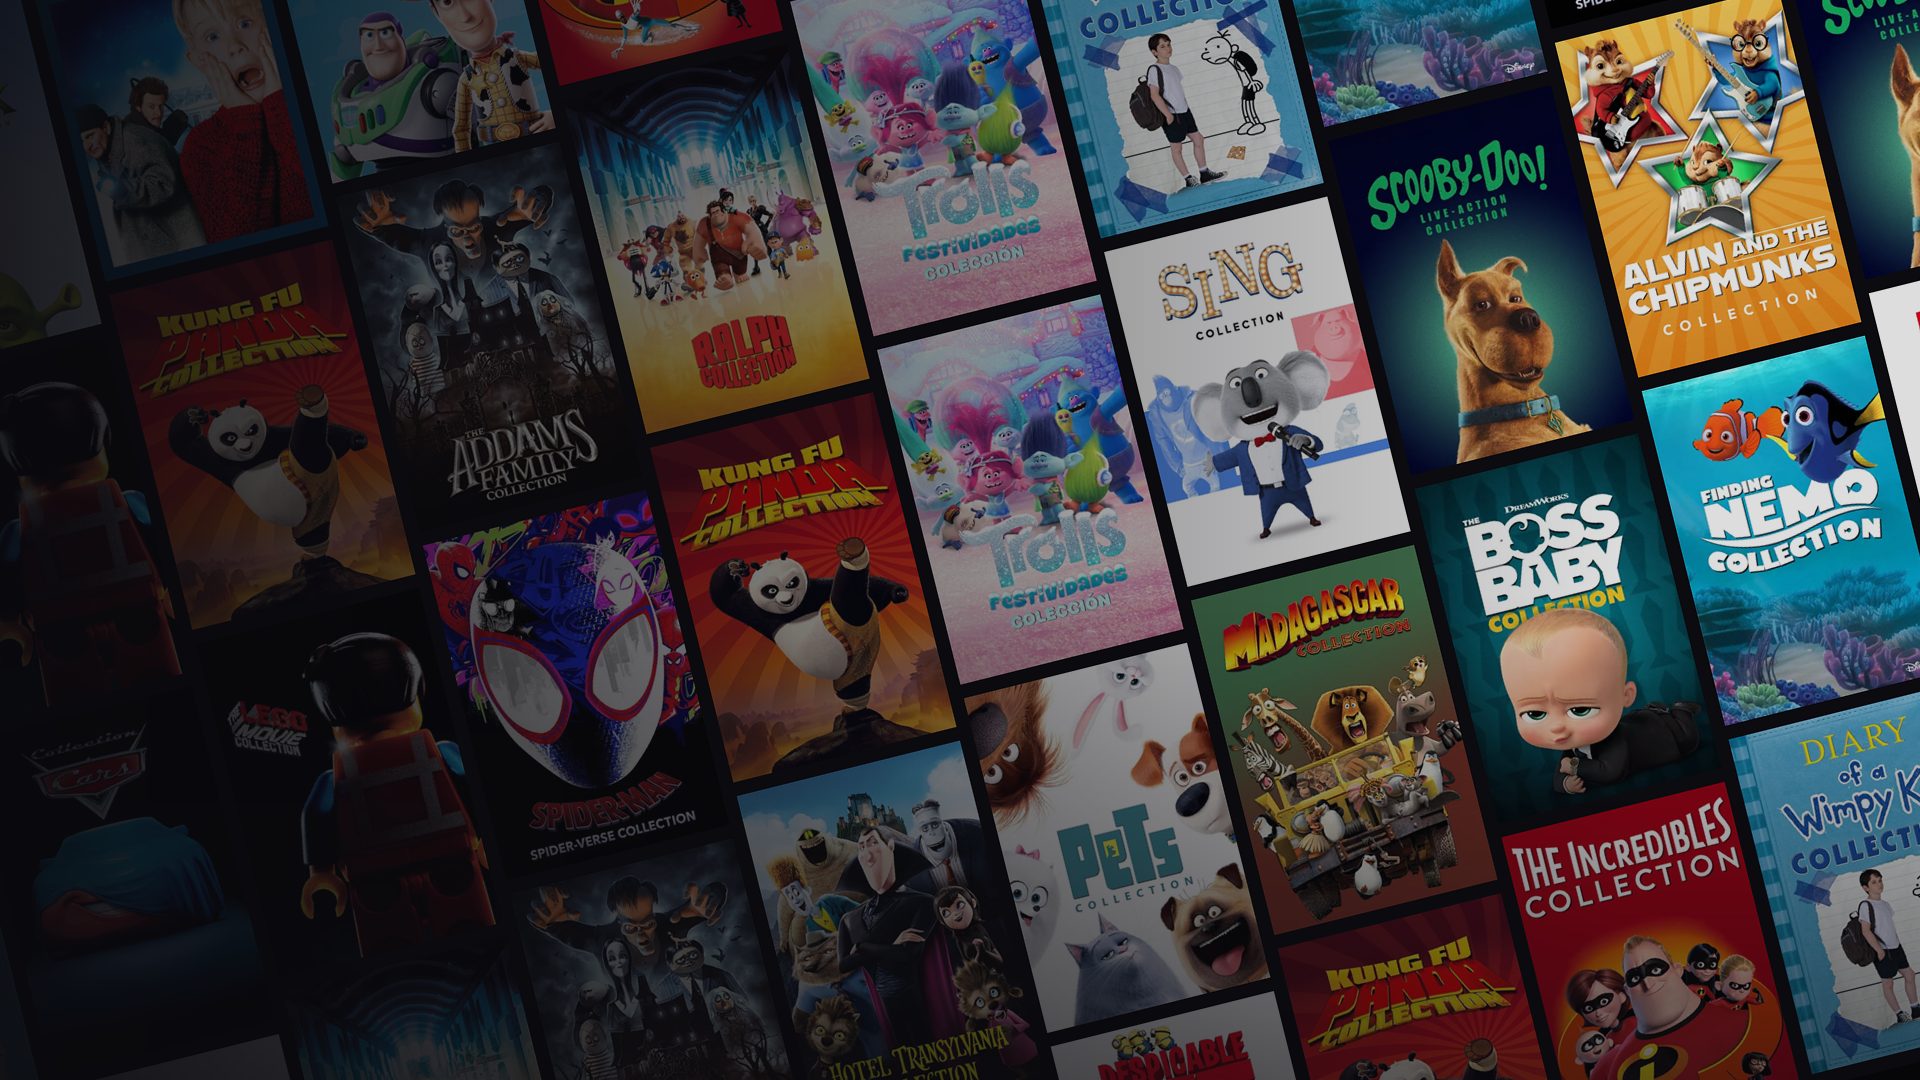 KUNG FU
PANDA
COLLECTION
Collection
Cars
THE
LEGO
MOVIE
COLLECTION
THE
ADDAMS
FAMILY
COLLECTION
SPIDER-MAN
SPIDER-VERSE COLLECTION
RALPH
COLLECTION
KUNG FU
PANDA
COLLECTION
HOTEL TRANSYLVANIA
Trolls
FESTIVIDADES
COLECCIÓN
Trolls
FESTIVIDADES
COLECCIÓN
PETS
COLLECTION
DESPICABLE
SING
COLLECTION
MADAGASCAR
COLLECTION
KUNG FU
PANDA
COLLECTION
Disney
SCOOBY-DOO!
LIVE-ACTION
COLLECTION
DREAMWORKS
THE
BOSS
BABY
COLLECTION
THE INCREDIBLES
COLLECTION
ALVIN AND THE
CHIPMUNKS
COLLECTION
FINDING
NEMO
COLLECTION
DIARY
of a
Wimpy K
COLLECTI